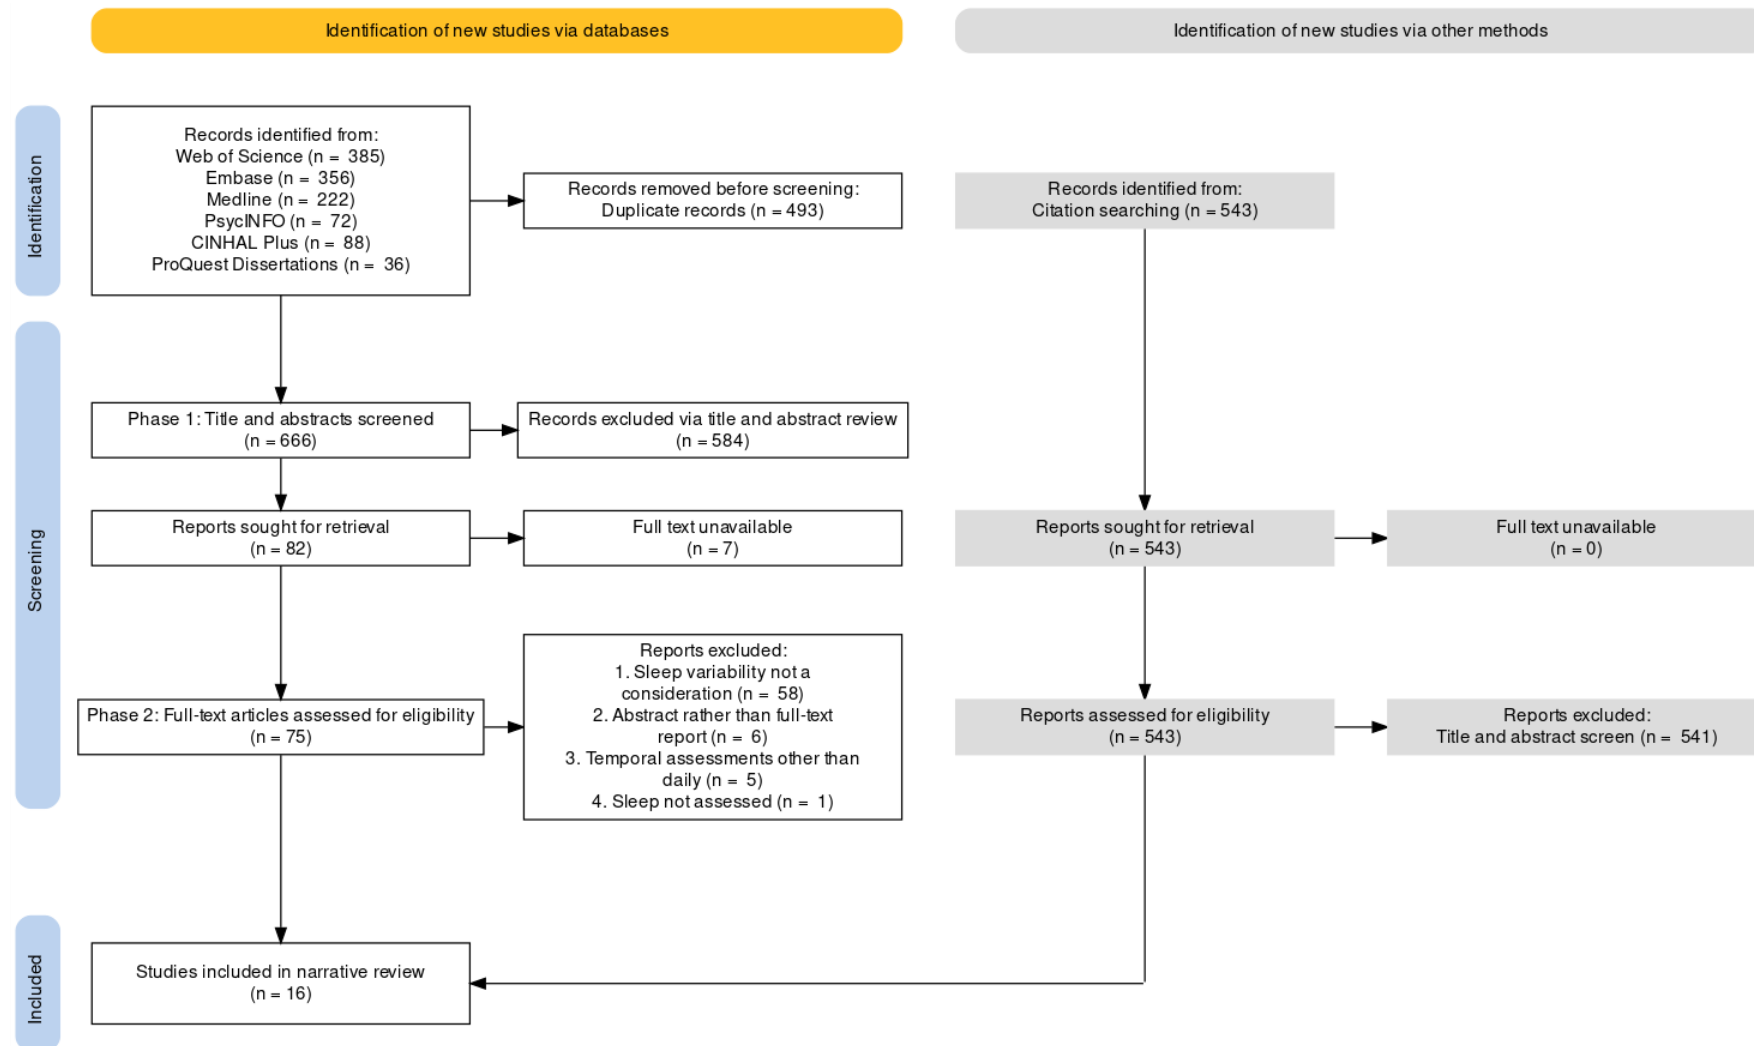 Identification of new studies via databases
Identification of new studies via other methods
Identification
Records identified from:
Web of Science (n = 385)
Embase (n = 356)
Medline (n = 222)
PsycINFO (n = 72)
CINHAL Plus (n = 88)
ProQuest Dissertations (n = 36)
Records removed before screening:
Duplicate records (n = 493)
Records identified from:
Citation searching (n = 543)
Screening
Phase 1: Title and abstracts screened
(n = 666)
Records excluded via title and abstract review
(n = 584)
Reports sought for retrieval
(n = 82)
Full text unavailable
(n = 7)
Reports sought for retrieval
(n = 543)
Full text unavailable
(n = 0)
Phase 2: Full-text articles assessed for eligibility
(n = 75)
Reports excluded:
1. Sleep variability not a
consideration (n = 58)
2. Abstract rather than full-text
report (n = 6)
3. Temporal assessments other than
daily (n = 5)
4. Sleep not assessed (n = 1)
Reports assessed for eligibility
(n = 543)
Reports excluded:
Title and abstract screen (n = 541)
Included
Studies included in narrative review
(n = 16)